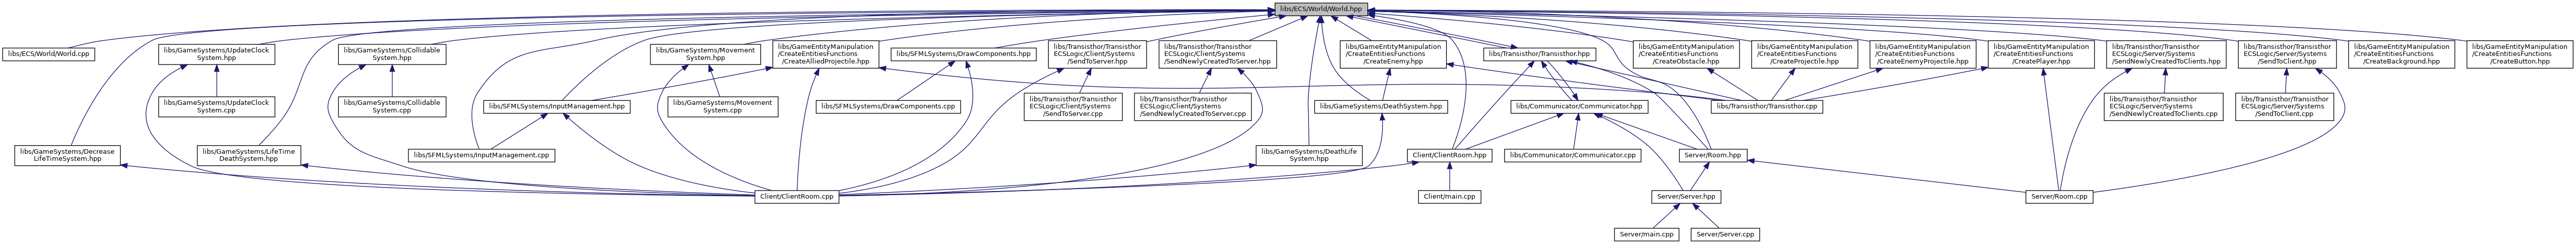 libs/ECS/World/World.hpp
libs/ECS/World/World.cpp
libs/GameSystems/UpdateClock
System.hpp
libs/GameSystems/Collidable
System.hpp
libs/GameSystems/Movement
System.hpp
libs/GameEntityManipulation
/CreateEntitiesFunctions
/CreateAlliedProjectile.hpp
libs/SFMLSystems/DrawComponents.hpp
libs/Transisthor/Transisthor
ECSLogic/Client/Systems
/SendToServer.hpp
libs/Transisthor/Transisthor
ECSLogic/Client/Systems
/SendNewlyCreatedToServer.hpp
libs/GameEntityManipulation
/CreateEntitiesFunctions
/CreateEnemy.hpp
libs/Transisthor/Transisthor.hpp
libs/GameEntityManipulation
/CreateEntitiesFunctions
/CreateObstacle.hpp
libs/GameEntityManipulation
/CreateEntitiesFunctions
/CreateProjectile.hpp
libs/GameEntityManipulation
/CreateEntitiesFunctions
/CreateEnemyProjectile.hpp
libs/GameEntityManipulation
/CreateEntitiesFunctions
/CreatePlayer.hpp
libs/Transisthor/Transisthor
ECSLogic/Server/Systems
/SendNewlyCreatedToClients.hpp
libs/Transisthor/Transisthor
ECSLogic/Server/Systems
/SendToClient.hpp
libs/GameEntityManipulation
/CreateEntitiesFunctions
/CreateBackground.hpp
libs/GameEntityManipulation
/CreateEntitiesFunctions
/CreateButton.hpp
libs/GameSystems/UpdateClock
System.cpp
libs/GameSystems/Collidable
System.cpp
libs/SFMLSystems/InputManagement.hpp
libs/GameSystems/Movement
System.cpp
libs/SFMLSystems/DrawComponents.cpp
libs/Transisthor/Transisthor
ECSLogic/Client/Systems
/SendToServer.cpp
libs/Transisthor/Transisthor
ECSLogic/Client/Systems
/SendNewlyCreatedToServer.cpp
libs/GameSystems/DeathSystem.hpp
libs/Communicator/Communicator.hpp
libs/Transisthor/Transisthor.cpp
libs/Transisthor/Transisthor
ECSLogic/Server/Systems
/SendNewlyCreatedToClients.cpp
libs/Transisthor/Transisthor
ECSLogic/Server/Systems
/SendToClient.cpp
libs/GameSystems/Decrease
LifeTimeSystem.hpp
libs/GameSystems/LifeTime
DeathSystem.hpp
libs/SFMLSystems/InputManagement.cpp
libs/GameSystems/DeathLife
System.hpp
Client/ClientRoom.hpp
libs/Communicator/Communicator.cpp
Server/Room.hpp
Client/ClientRoom.cpp
Client/main.cpp
Server/Server.hpp
Server/Room.cpp
Server/main.cpp
Server/Server.cpp